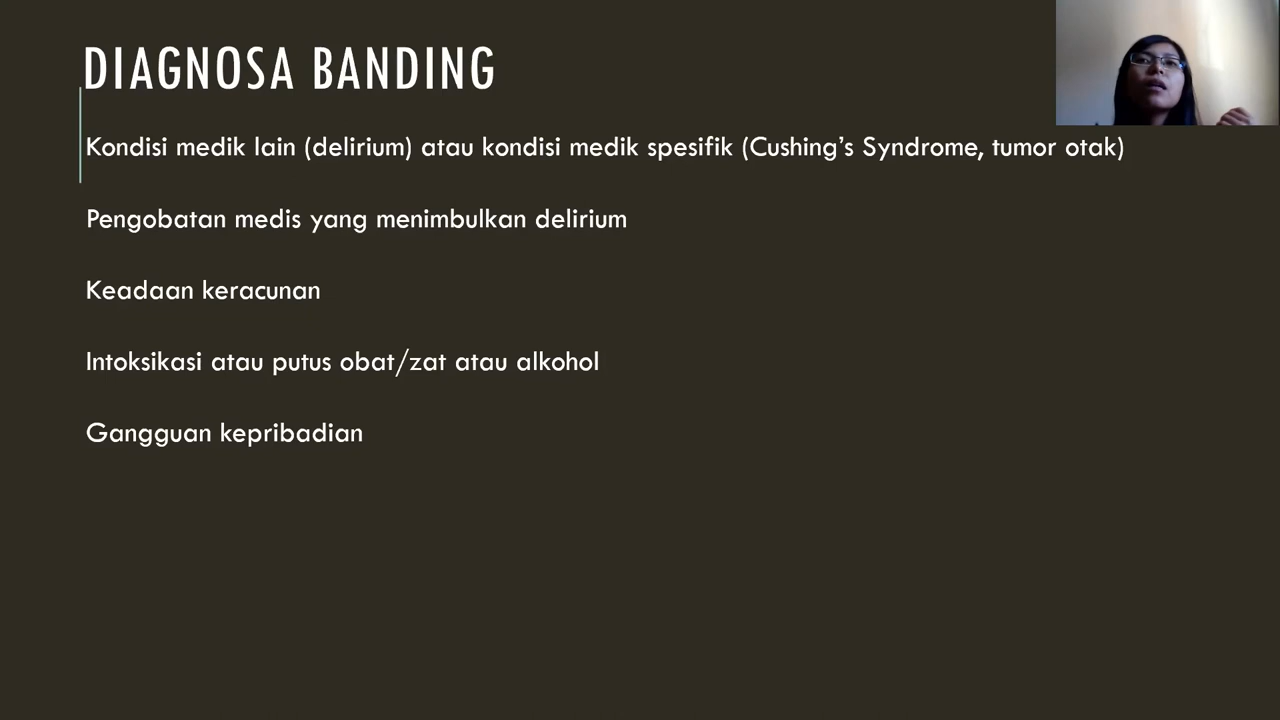 DIAGNOSA BANDING
Kondisi medik lain (delirium) atau kondisi medik spesifik (Cushing’s Syndrome, tumor otak)
Pengobatan medis yang menimbulkan delirium
Keadaan keracunan
Intoksikasi atau putus obat/zat atau alkohol
Gangguan kepribadian